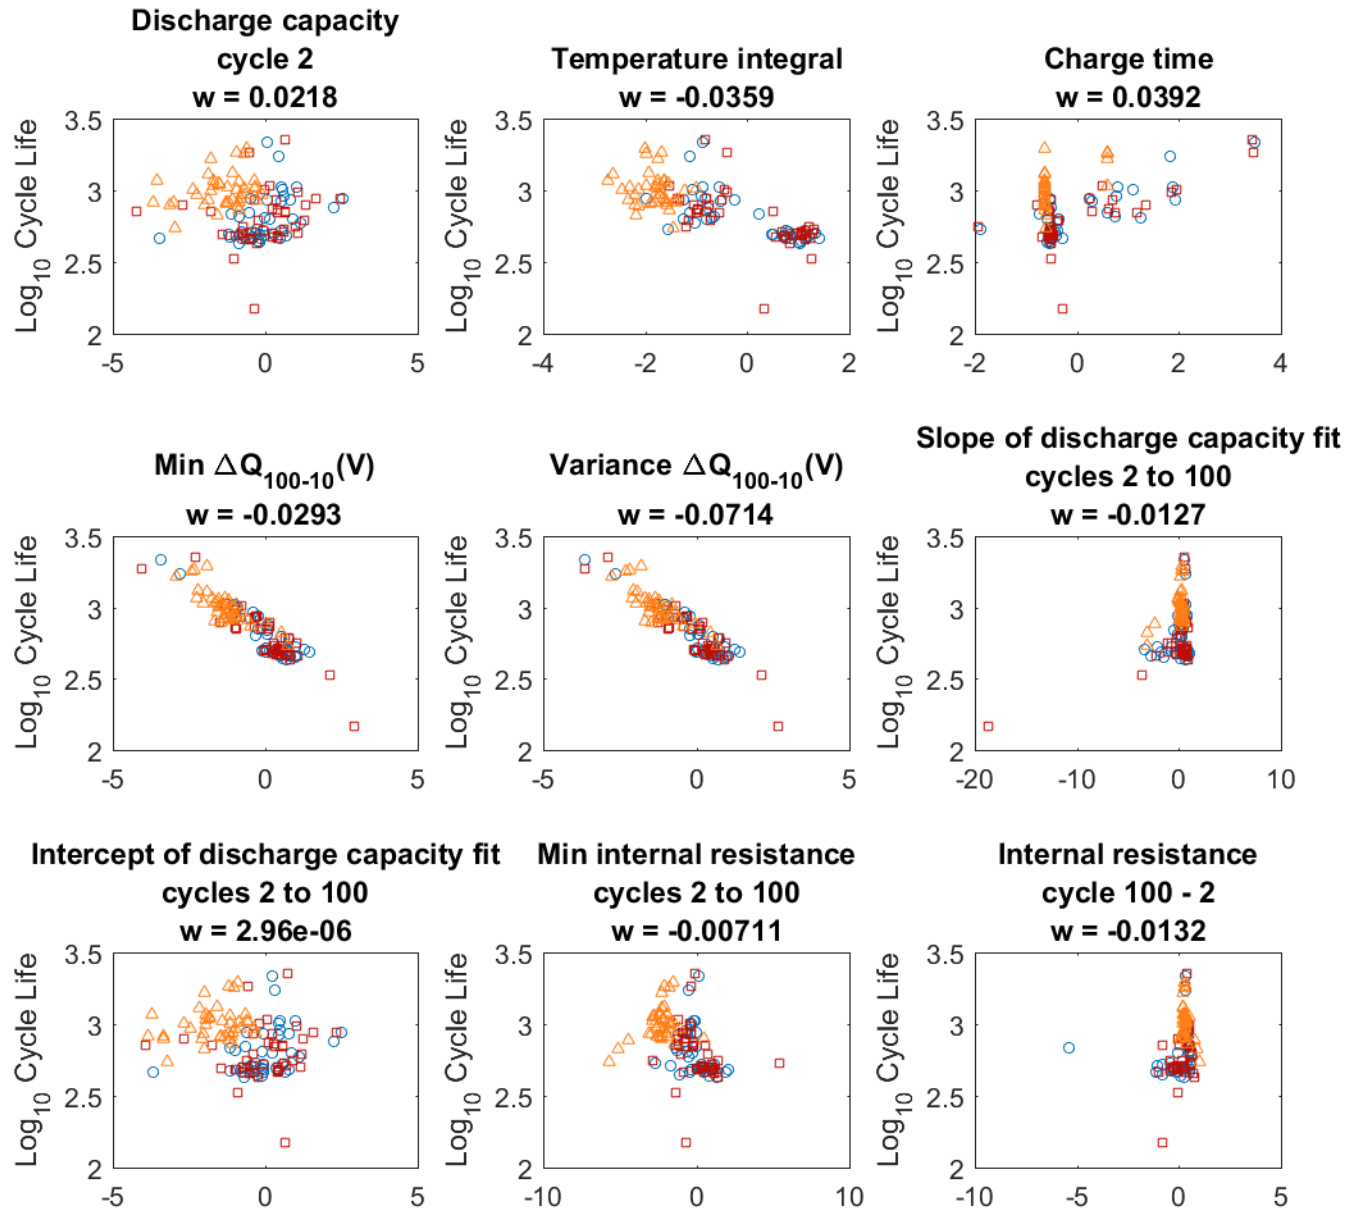 Discharge capacity
cycle 2
w = 0.0218
Temperature integral
w = -0.0359
Charge time
w = 0.0392
Log10 Cycle Life
3.5
3
2.5
2
-5
0
5
Log10 Cycle Life
3.5
3
2.5
2
-4
-2
0
2
Log10 Cycle Life
3.5
3
2.5
2
-2
0
2
4
Min ΔQ100-10(V)
w = -0.0293
Variance ΔQ100-10(V)
w = -0.0714
Slope of discharge capacity fit
cycles 2 to 100
w = -0.0127
Log10 Cycle Life
3.5
3
2.5
2
-5
0
5
Log10 Cycle Life
3.5
3
2.5
2
-5
0
5
Log10 Cycle Life
3.5
3
2.5
2
-20
-10
0
10
Intercept of discharge capacity fit
cycles 2 to 100
w = 2.96e-06
Min internal resistance
cycles 2 to 100
w = -0.00711
Internal resistance
cycle 100 - 2
w = -0.0132
Log10 Cycle Life
3.5
3
2.5
2
-5
0
5
Log10 Cycle Life
3.5
3
2.5
2
-10
0
10
Log10 Cycle Life
3.5
3
2.5
2
-10
-5
0
5